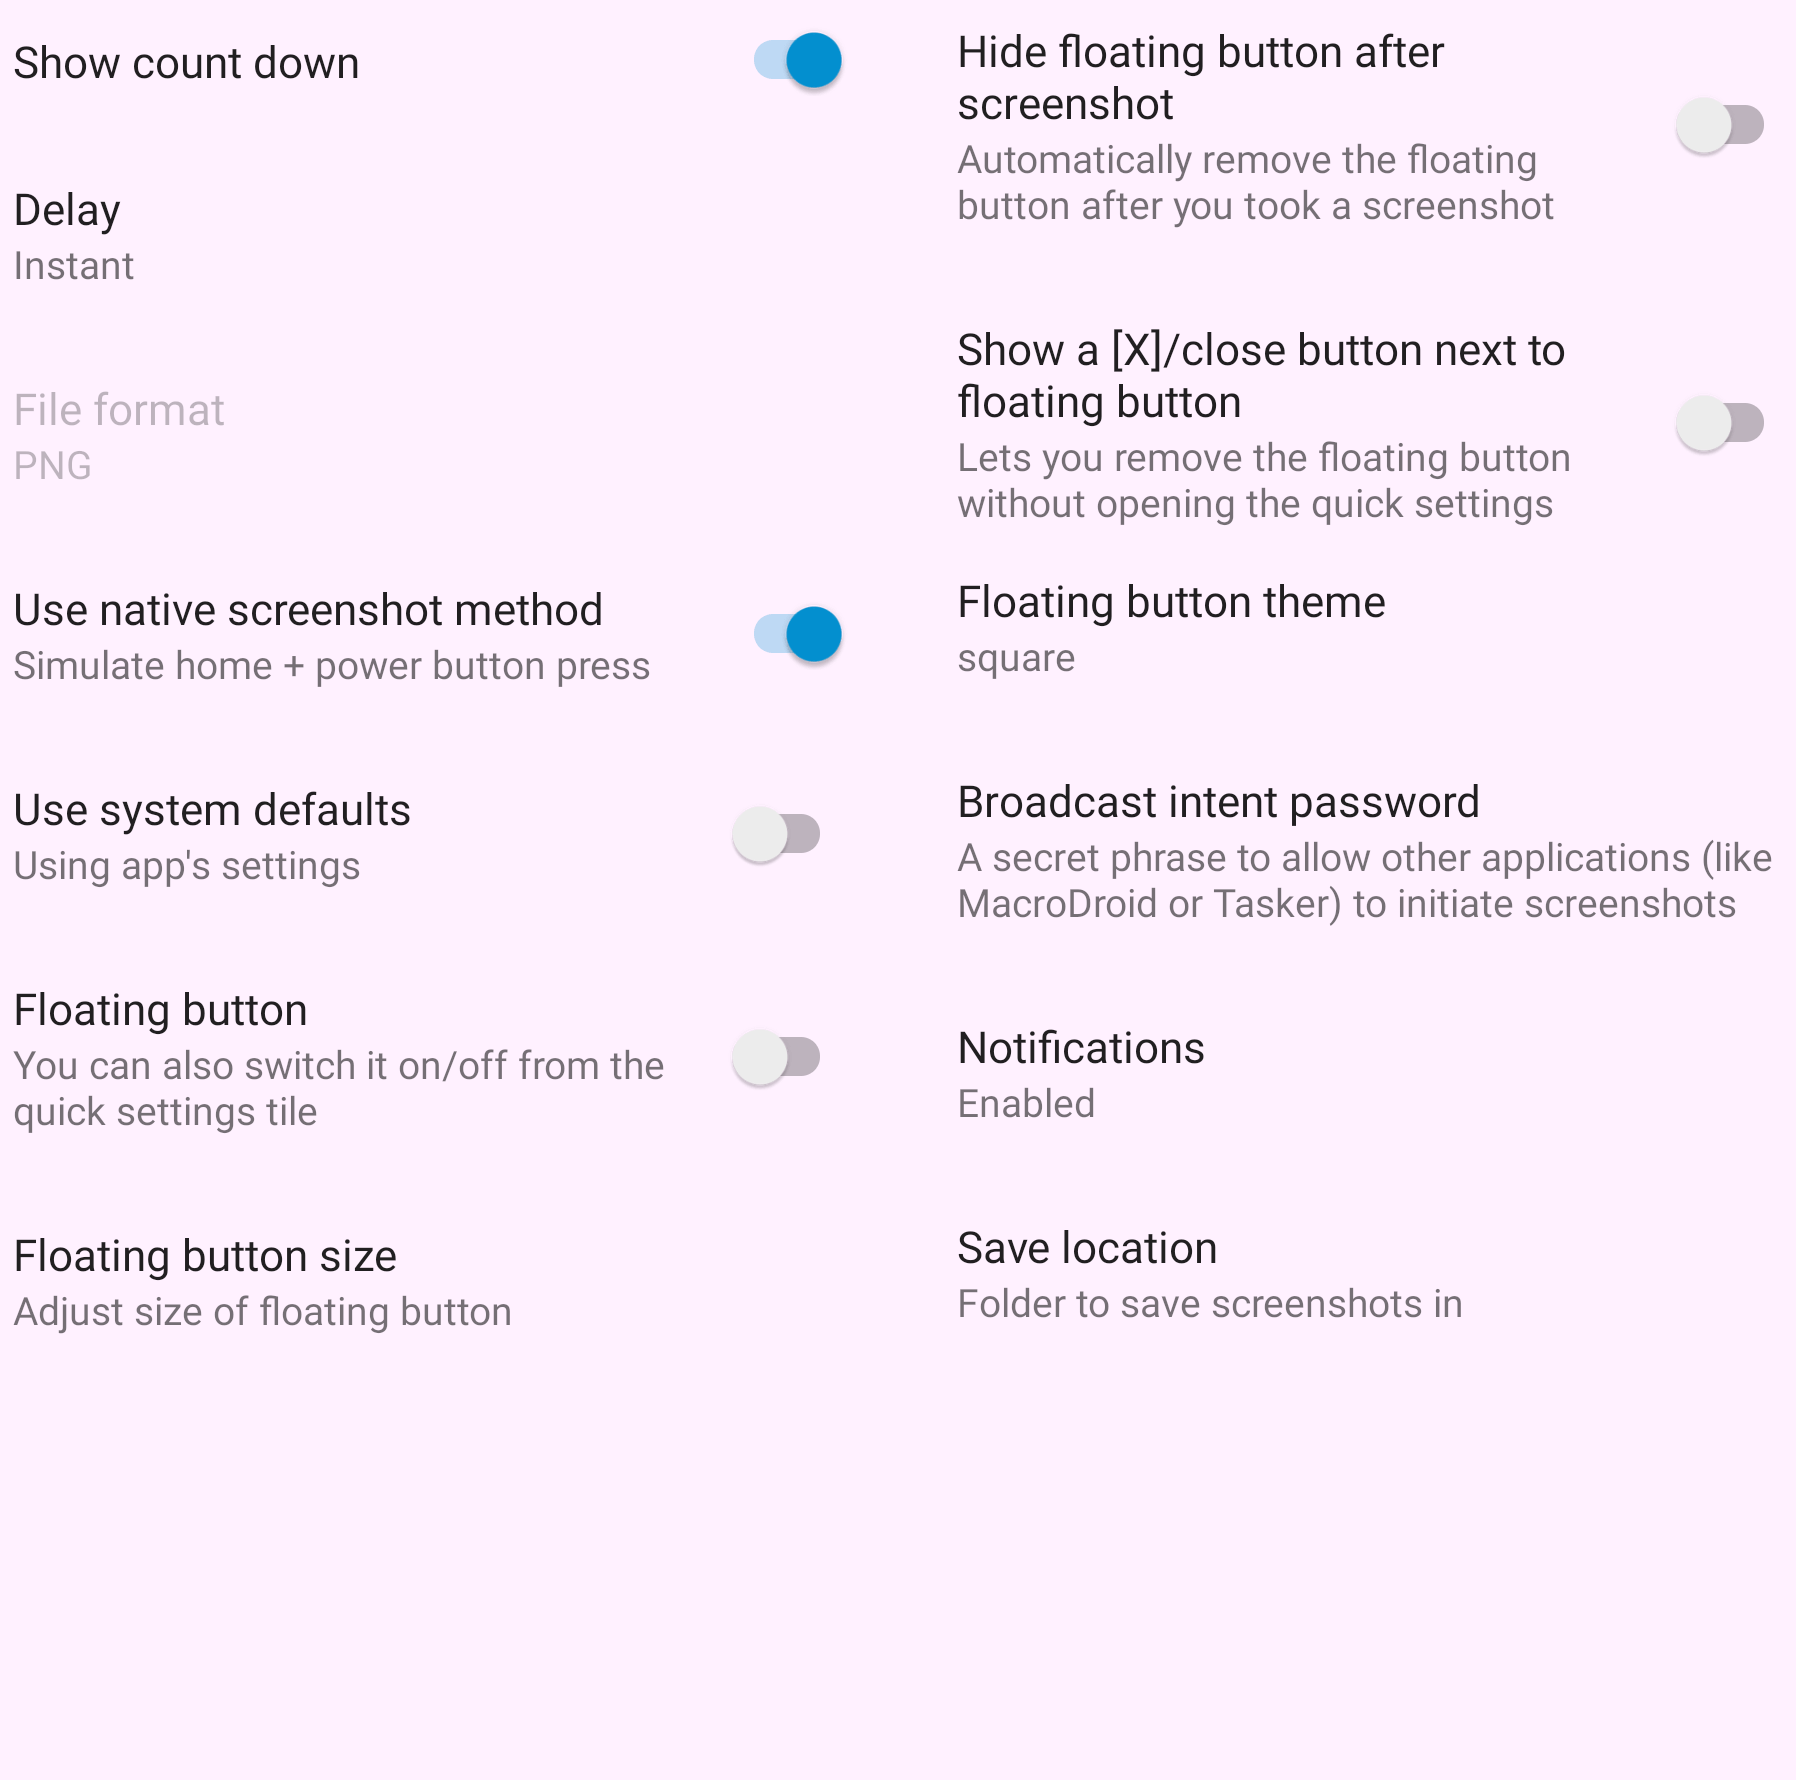 Show count down
Delay
Instant
File format
PNG
Use native screenshot method
Simulate home + power button press
Use system defaults
Using app's settings
Floating button
You can also switch it on/off from the
quick settings tile
Floating button size
Adjust size of floating button
Hide floating button after
screenshot
Automatically remove the floating
button after you took a screenshot
Show a [X]/close button next to
floating button
Lets you remove the floating button
without opening the quick settings
Floating button theme
square
Broadcast intent password
A secret phrase to allow other applications (like
MacroDroid or Tasker) to initiate screenshots
Notifications
Enabled
Save location
Folder to save screenshots in